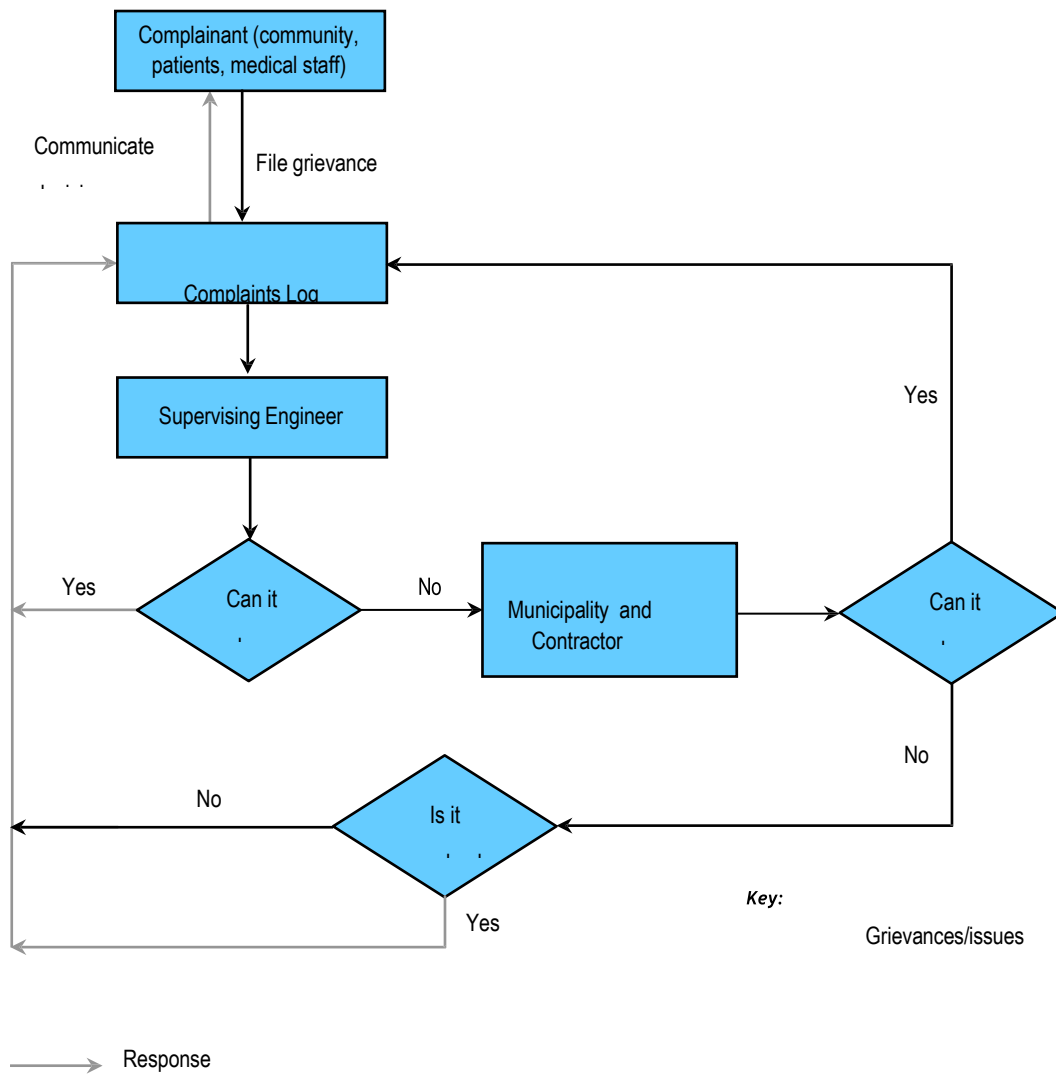 Complainant (community,
patients, medical staff)
Communicate
File grievance
Complaints Log
Supervising Engineer
Yes
Yes
Can it
No
Municipality and
Contractor
Can it
No
No
Is it
Yes
Key:
Grievances/issues
Response